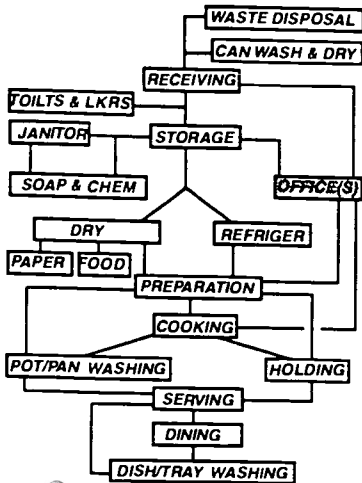 WASTE DISPOSAL
CAN WASH & DRY
RECEIVING
TOILTS & LKRS
JANITOR
STORAGE
SOAP & CHEM
OFFICE(S)
DRY
REFRIGER
PAPER
FOOD
PREPARATION
COOKING
POT/PAN WASHING
HOLDING
SERVING
DINING
DISH/TRAY WASHING